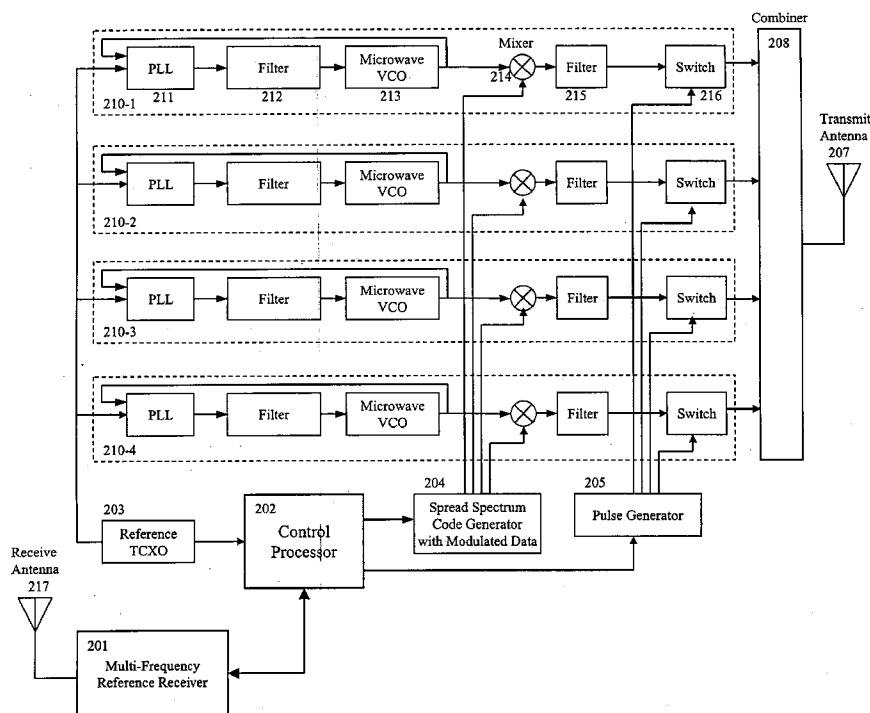 Combiner
208
Mixer
PLL
Filter
Microwave
VCO
214
Filter
Switch
211
212
213
215
216
210-1
Transmit
Antenna
207
PLL
Filter
Microwave
VCO
Filter
Switch
210-2
PLL
Filter
Microwave
VCO
Filter
Switch
210-3
PLL
Filter
Microwave
VCO
Filter
Switch
210-4
203
Reference
TCXO
202
Control
Processor
204
Spread Spectrum
Code Generator
with Modulated Data
205
Pulse Generator
Receive
Antenna
217
201
Multi-Frequency
Reference Receiver